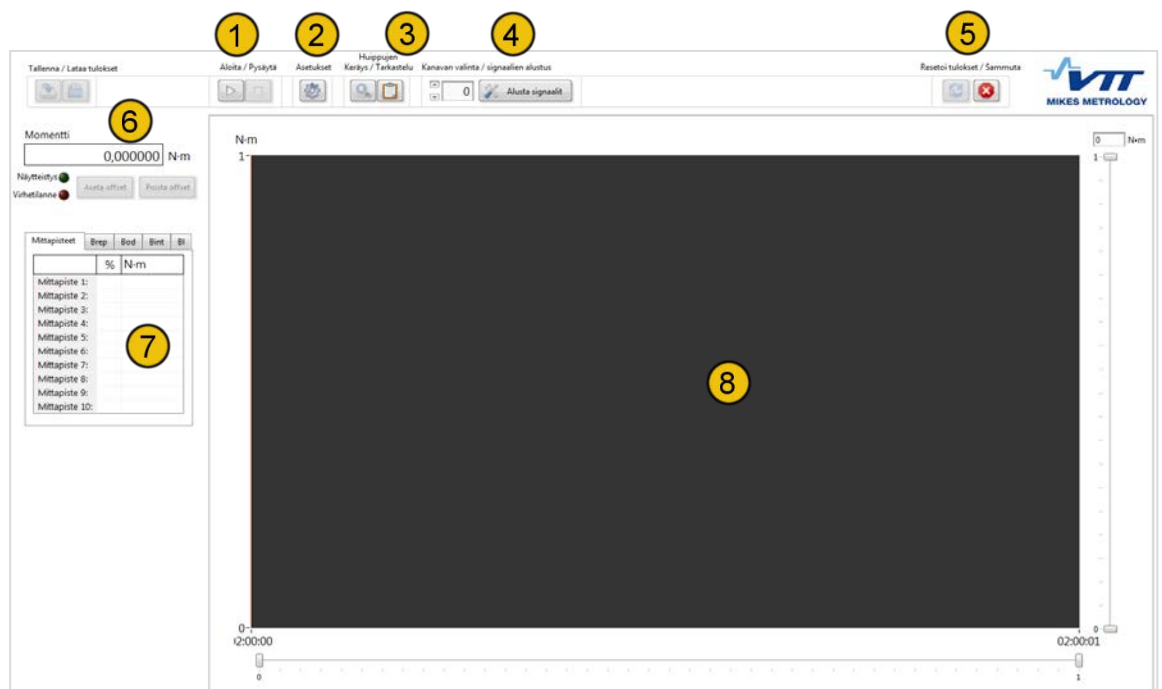 1
2
3
4
5
Tallenna / Lataa tulokset
Aloita / Pysäytä
Asetukset
Huippujen
Keräys / Tarkastelu
Kanavan valinta / signaalien alustus
Resetoi tulokset / Sammuta
0
Alusta signaalit
VTT
MIKES METROLOGY
6
Momentti
0,000000 N·m
Näytteistys
Virhetilanne
Aseta offset
Poista offset
Mittapisteet
Brep
Bod
Bint
Bl
% N·m
Mittapiste 1:
Mittapiste 2:
Mittapiste 3:
Mittapiste 4:
Mittapiste 5:
Mittapiste 6:
Mittapiste 7:
Mittapiste 8:
Mittapiste 9:
Mittapiste 10:
7
N·m
1
8
0
02:00:00
02:00:01
0
1
0 N·m
1
0